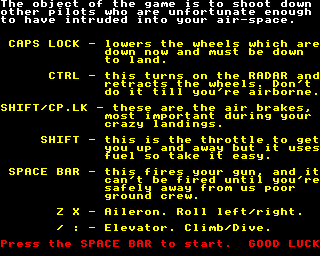 The object of the game is to shoot down
other pilots who are unfortunate enough
to have intruded into your air-space.
CAPS LOCK - lowers the wheels which are
down now and must be down
to land.
CTRL - this turns on the RADAR and
retracts the wheels. Don't
do it till you're airborne.
SHIFT/CP.LK - these are the air brakes,
most important during your
crazy landings.
SHIFT - this is the throttle to get
you up and away but it uses
fuel so take it easy.
SPACE BAR - this fires your gun, and it
can't be fired until you're
safely away from us poor
ground crew.
Z X - Aileron. Roll left/right.
/ : - Elevator. Climb/Dive.
Press the SPACE BAR to start. GOOD LUCK